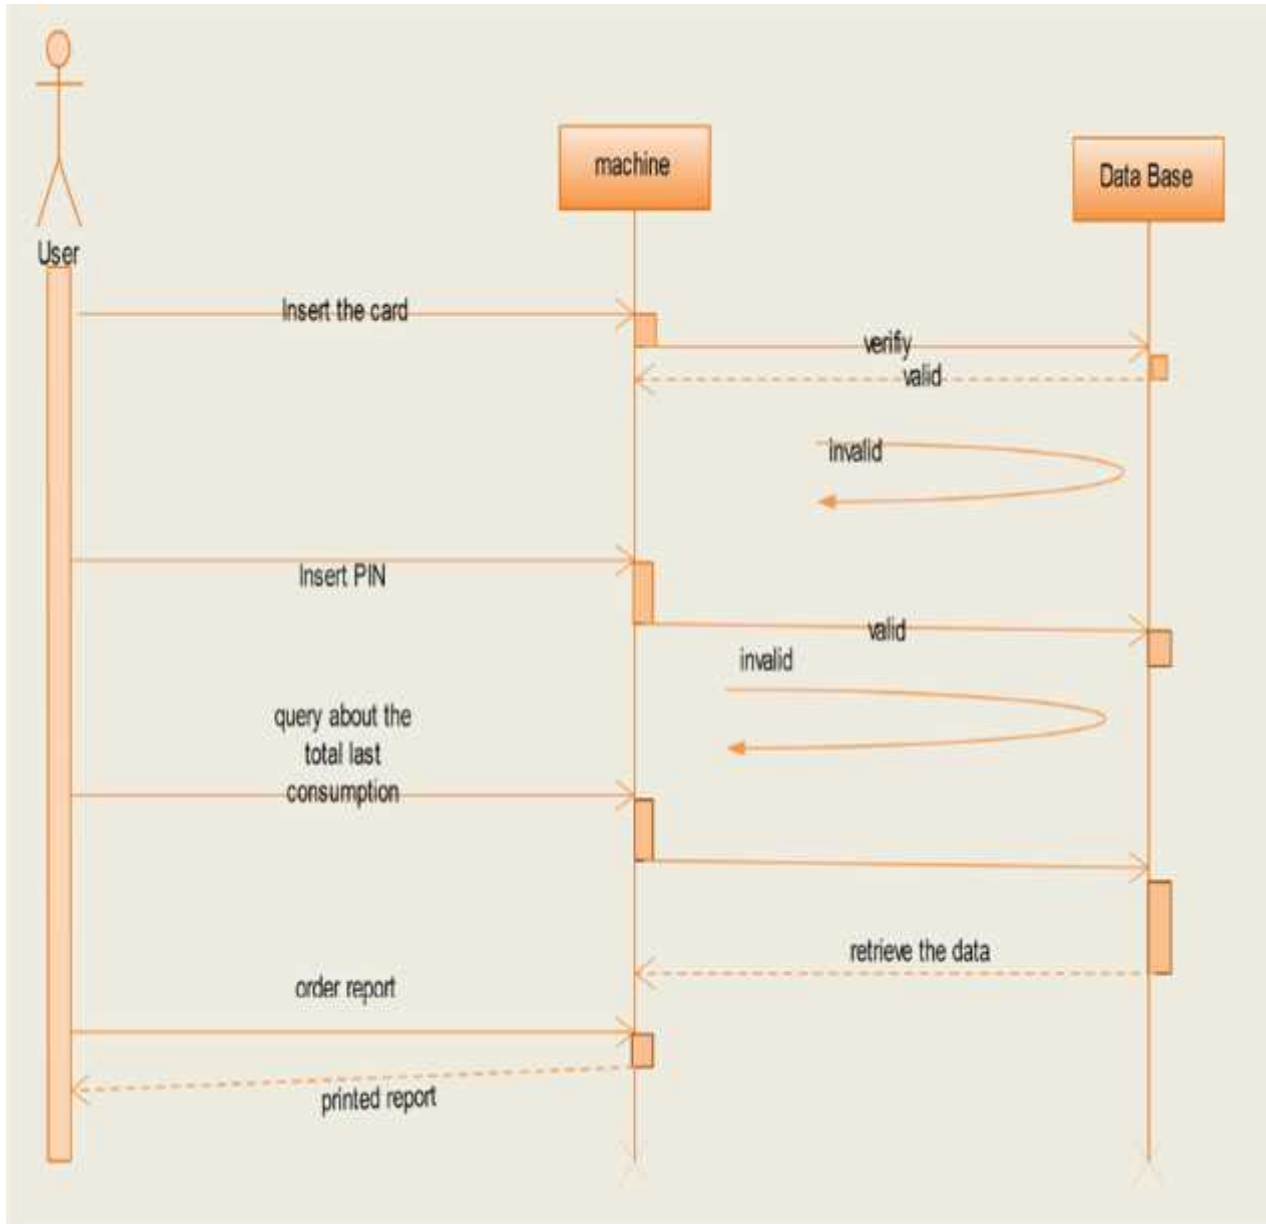 machine
Data Base
User
Insert the card
verifiy
valid
invalid
Insert PIN
valid
invalid
query about the
total last
consumption
retrieve the data
order report
printed report